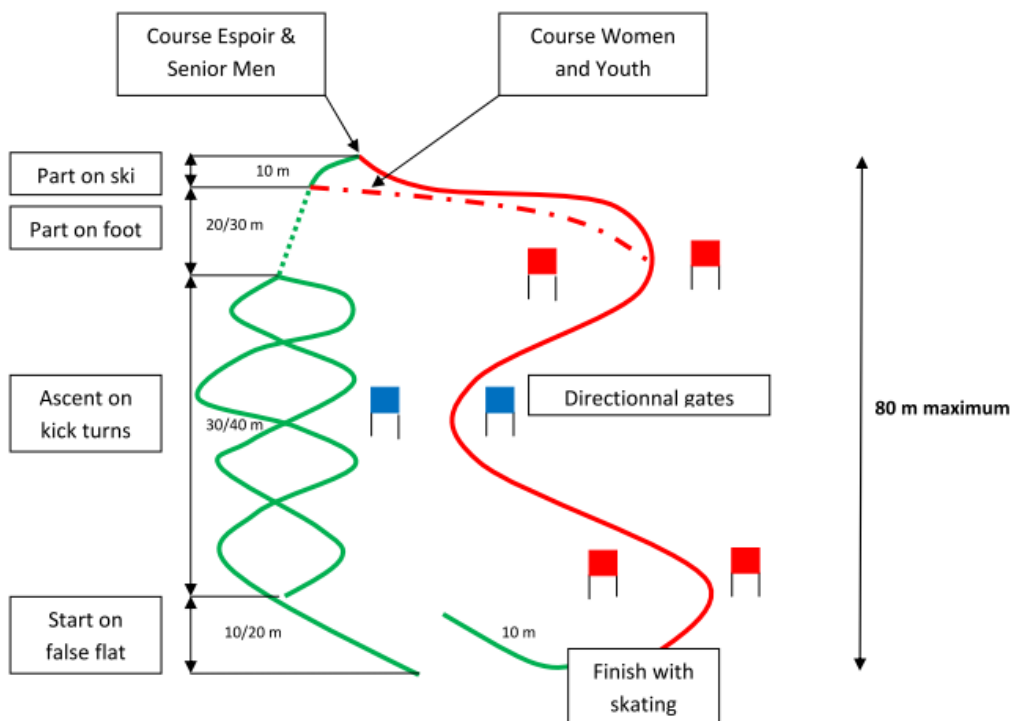 Course Espoir &
Senior Men
Course Women
and Youth
Part on ski
10 m
Part on foot
20/30 m
Ascent on
kick turns
30/40 m
Directionnal gates
80 m maximum
Start on
false flat
10/20 m
10 m
Finish with
skating